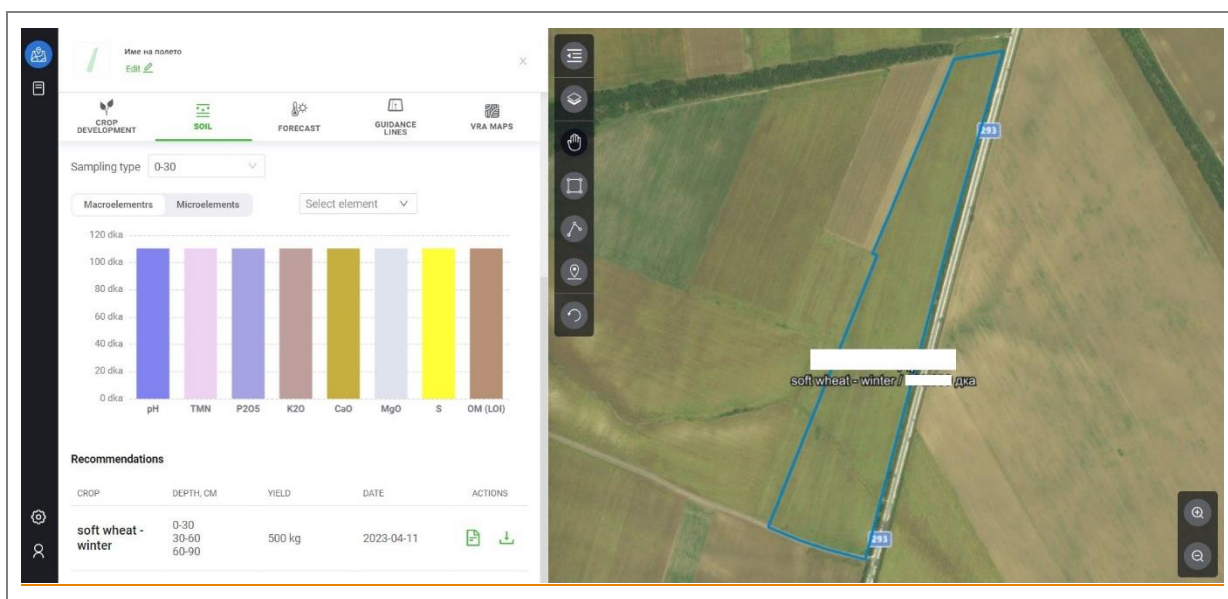 Име на полето
Edit
CROP DEVELOPMENT
SOIL
FORECAST
GUIDANCE LINES
VRA MAPS
Sampling type 0-30
Macroelementrs Microelements Select element
120 dka
100 dka
80 dka
60 dka
40 dka
20 dka
0 dka
pH TMN P2O5 K2O CaO MgO S OM (LOI)
Recommendations
CROP DEPTH, CM YIELD DATE ACTIONS
soft wheat - winter
0-30
30-60
60-90
500 kg
2023-04-11
293
soft wheat - winter / дка
293